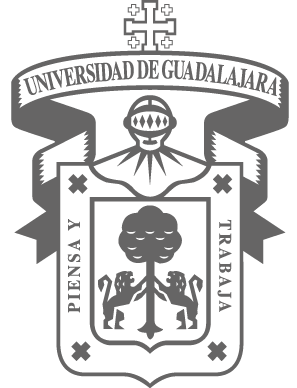 UNIVERSIDAD DE GUADALAJARA
PIENSA Y
TRABAJA